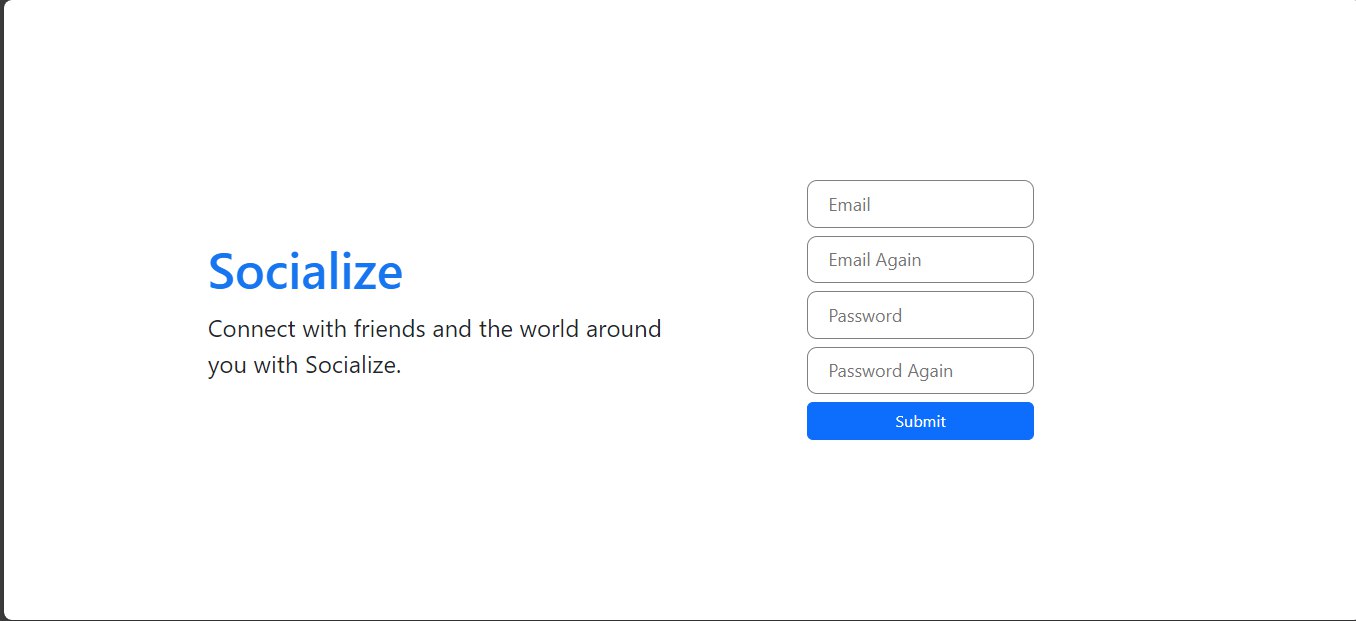 Socialize
Connect with friends and the world around
you with Socialize.
Email
Email Again
Password
Password Again
Submit